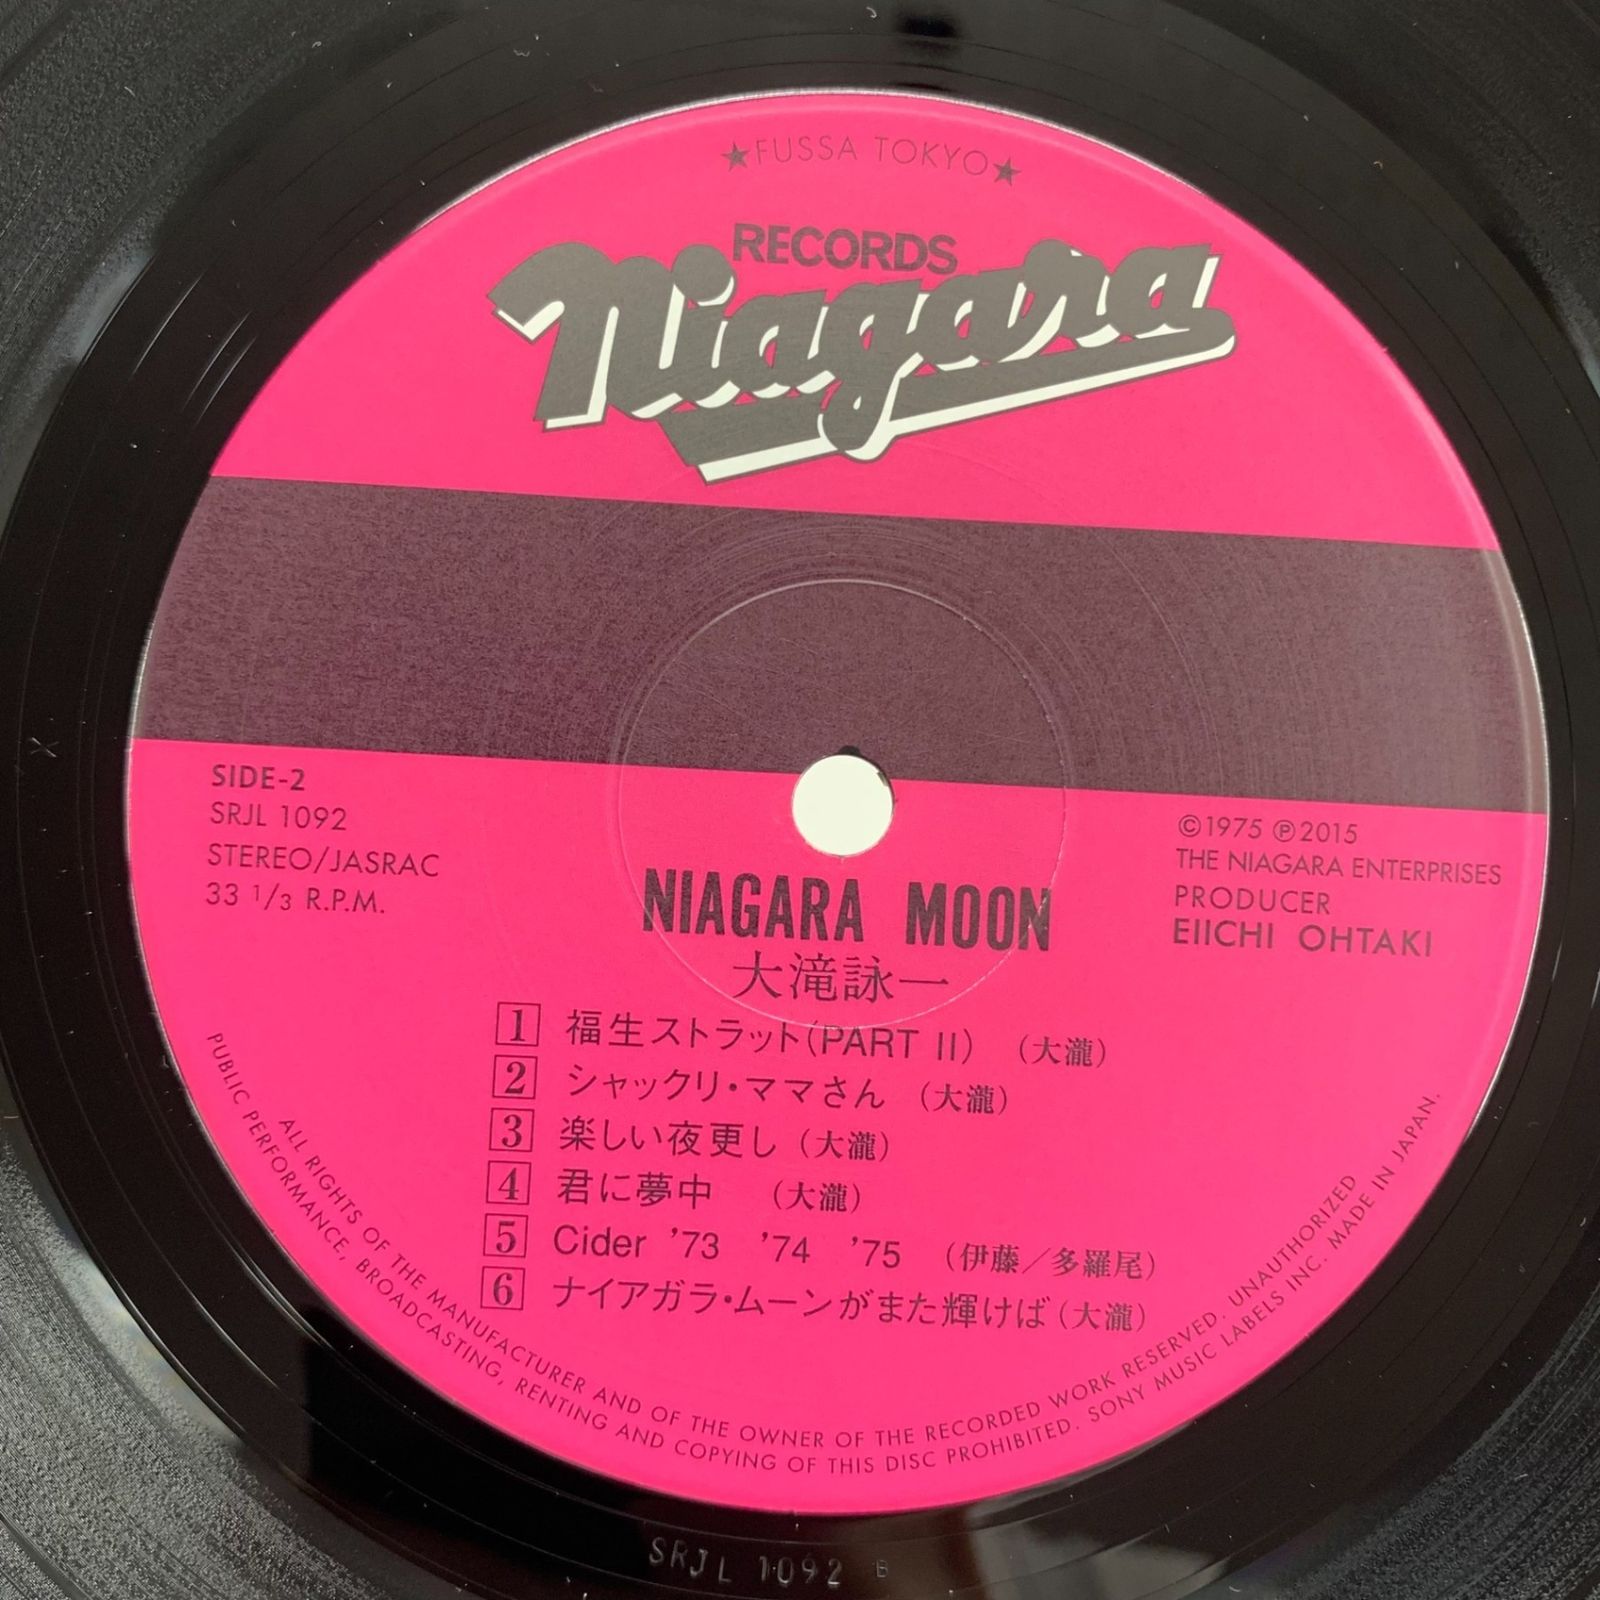 ★FUSSA TOKYO★
RECORDS
Niagara
SIDE-2
SRJL 1092
STEREO/JASRAC
33 1/3 R.P.M.
©1975 ℗2015
THE NIAGARA ENTERPRISES
PRODUCER
EIICHI OHTAKI
NIAGARA MOON
大滝詠一
1 福生ストラット(PART II) (大瀧)
2 シャックリ・ママさん (大瀧)
3 楽しい夜更し (大瀧)
4 君に夢中 (大瀧)
5 Cider '73 '74 '75 (伊藤/多羅尾)
6 ナイアガラ・ムーンがまた輝けば (大瀧)
ALL RIGHTS OF THE MANUFACTURER AND OF THE OWNER OF THE RECORDED WORK RESERVED. UNAUTHORIZED
PUBLIC PERFORMANCE, BROADCASTING, RENTING AND COPYING OF THIS DISC PROHIBITED. SONY MUSIC LABELS INC. MADE IN JAPAN.
SRJL 1092 B